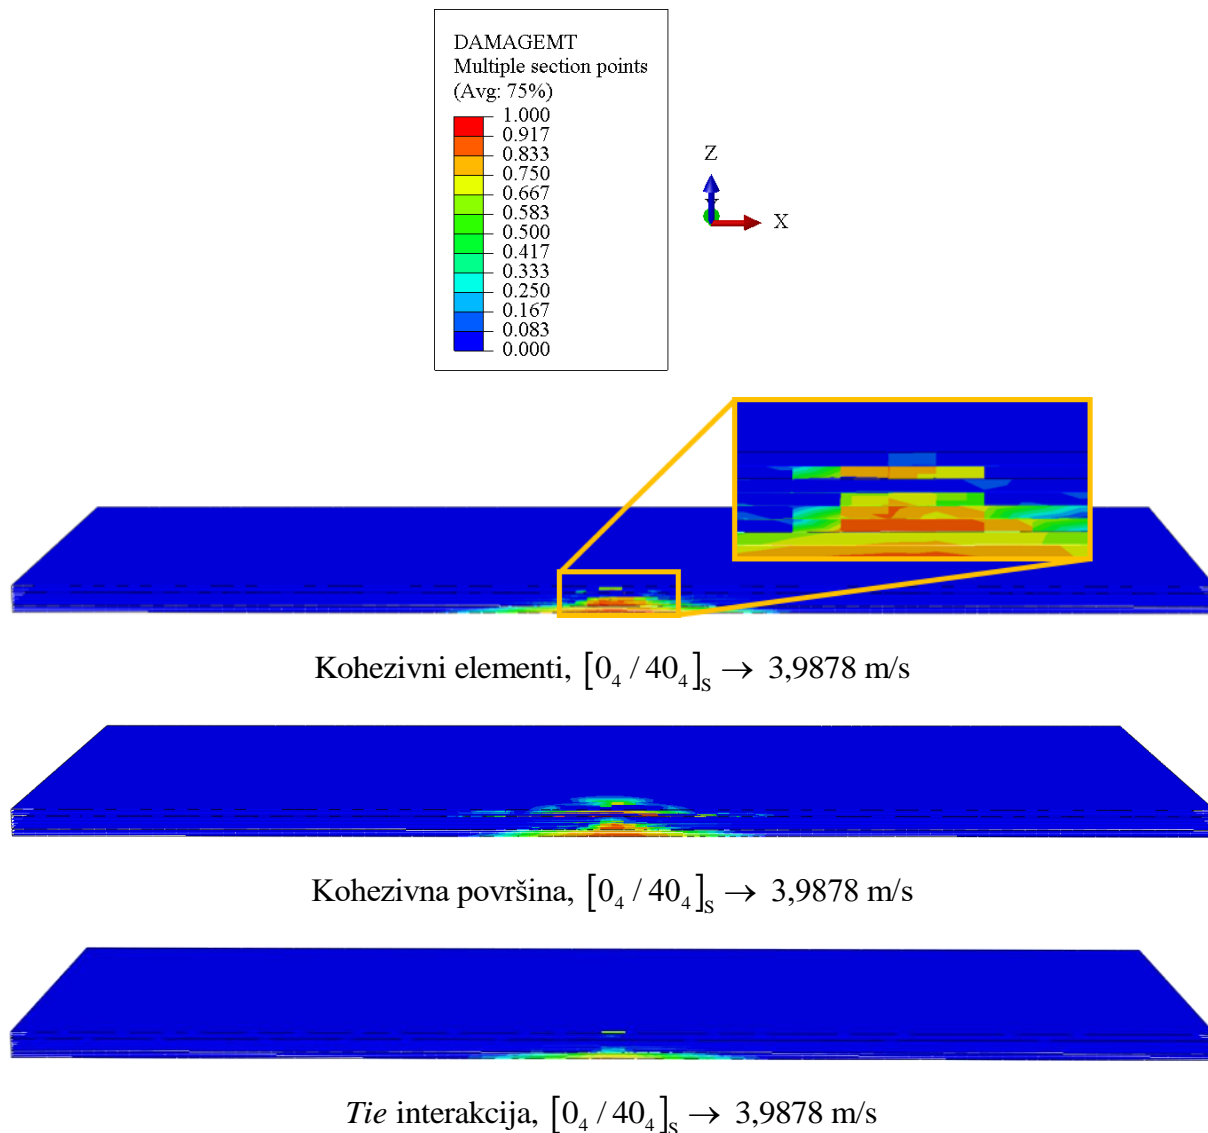 DAMAGEMT
Multiple section points
(Avg: 75%)
1.000
0.917
0.833
0.750
0.667
0.583
0.500
0.417
0.333
0.250
0.167
0.083
0.000
Z
Y
X
Kohezivni elementi, [0₄ / 40₄]ₛ → 3,9878 m/s
Kohezivna površina, [0₄ / 40₄]ₛ → 3,9878 m/s
Tie interakcija, [0₄ / 40₄]ₛ → 3,9878 m/s